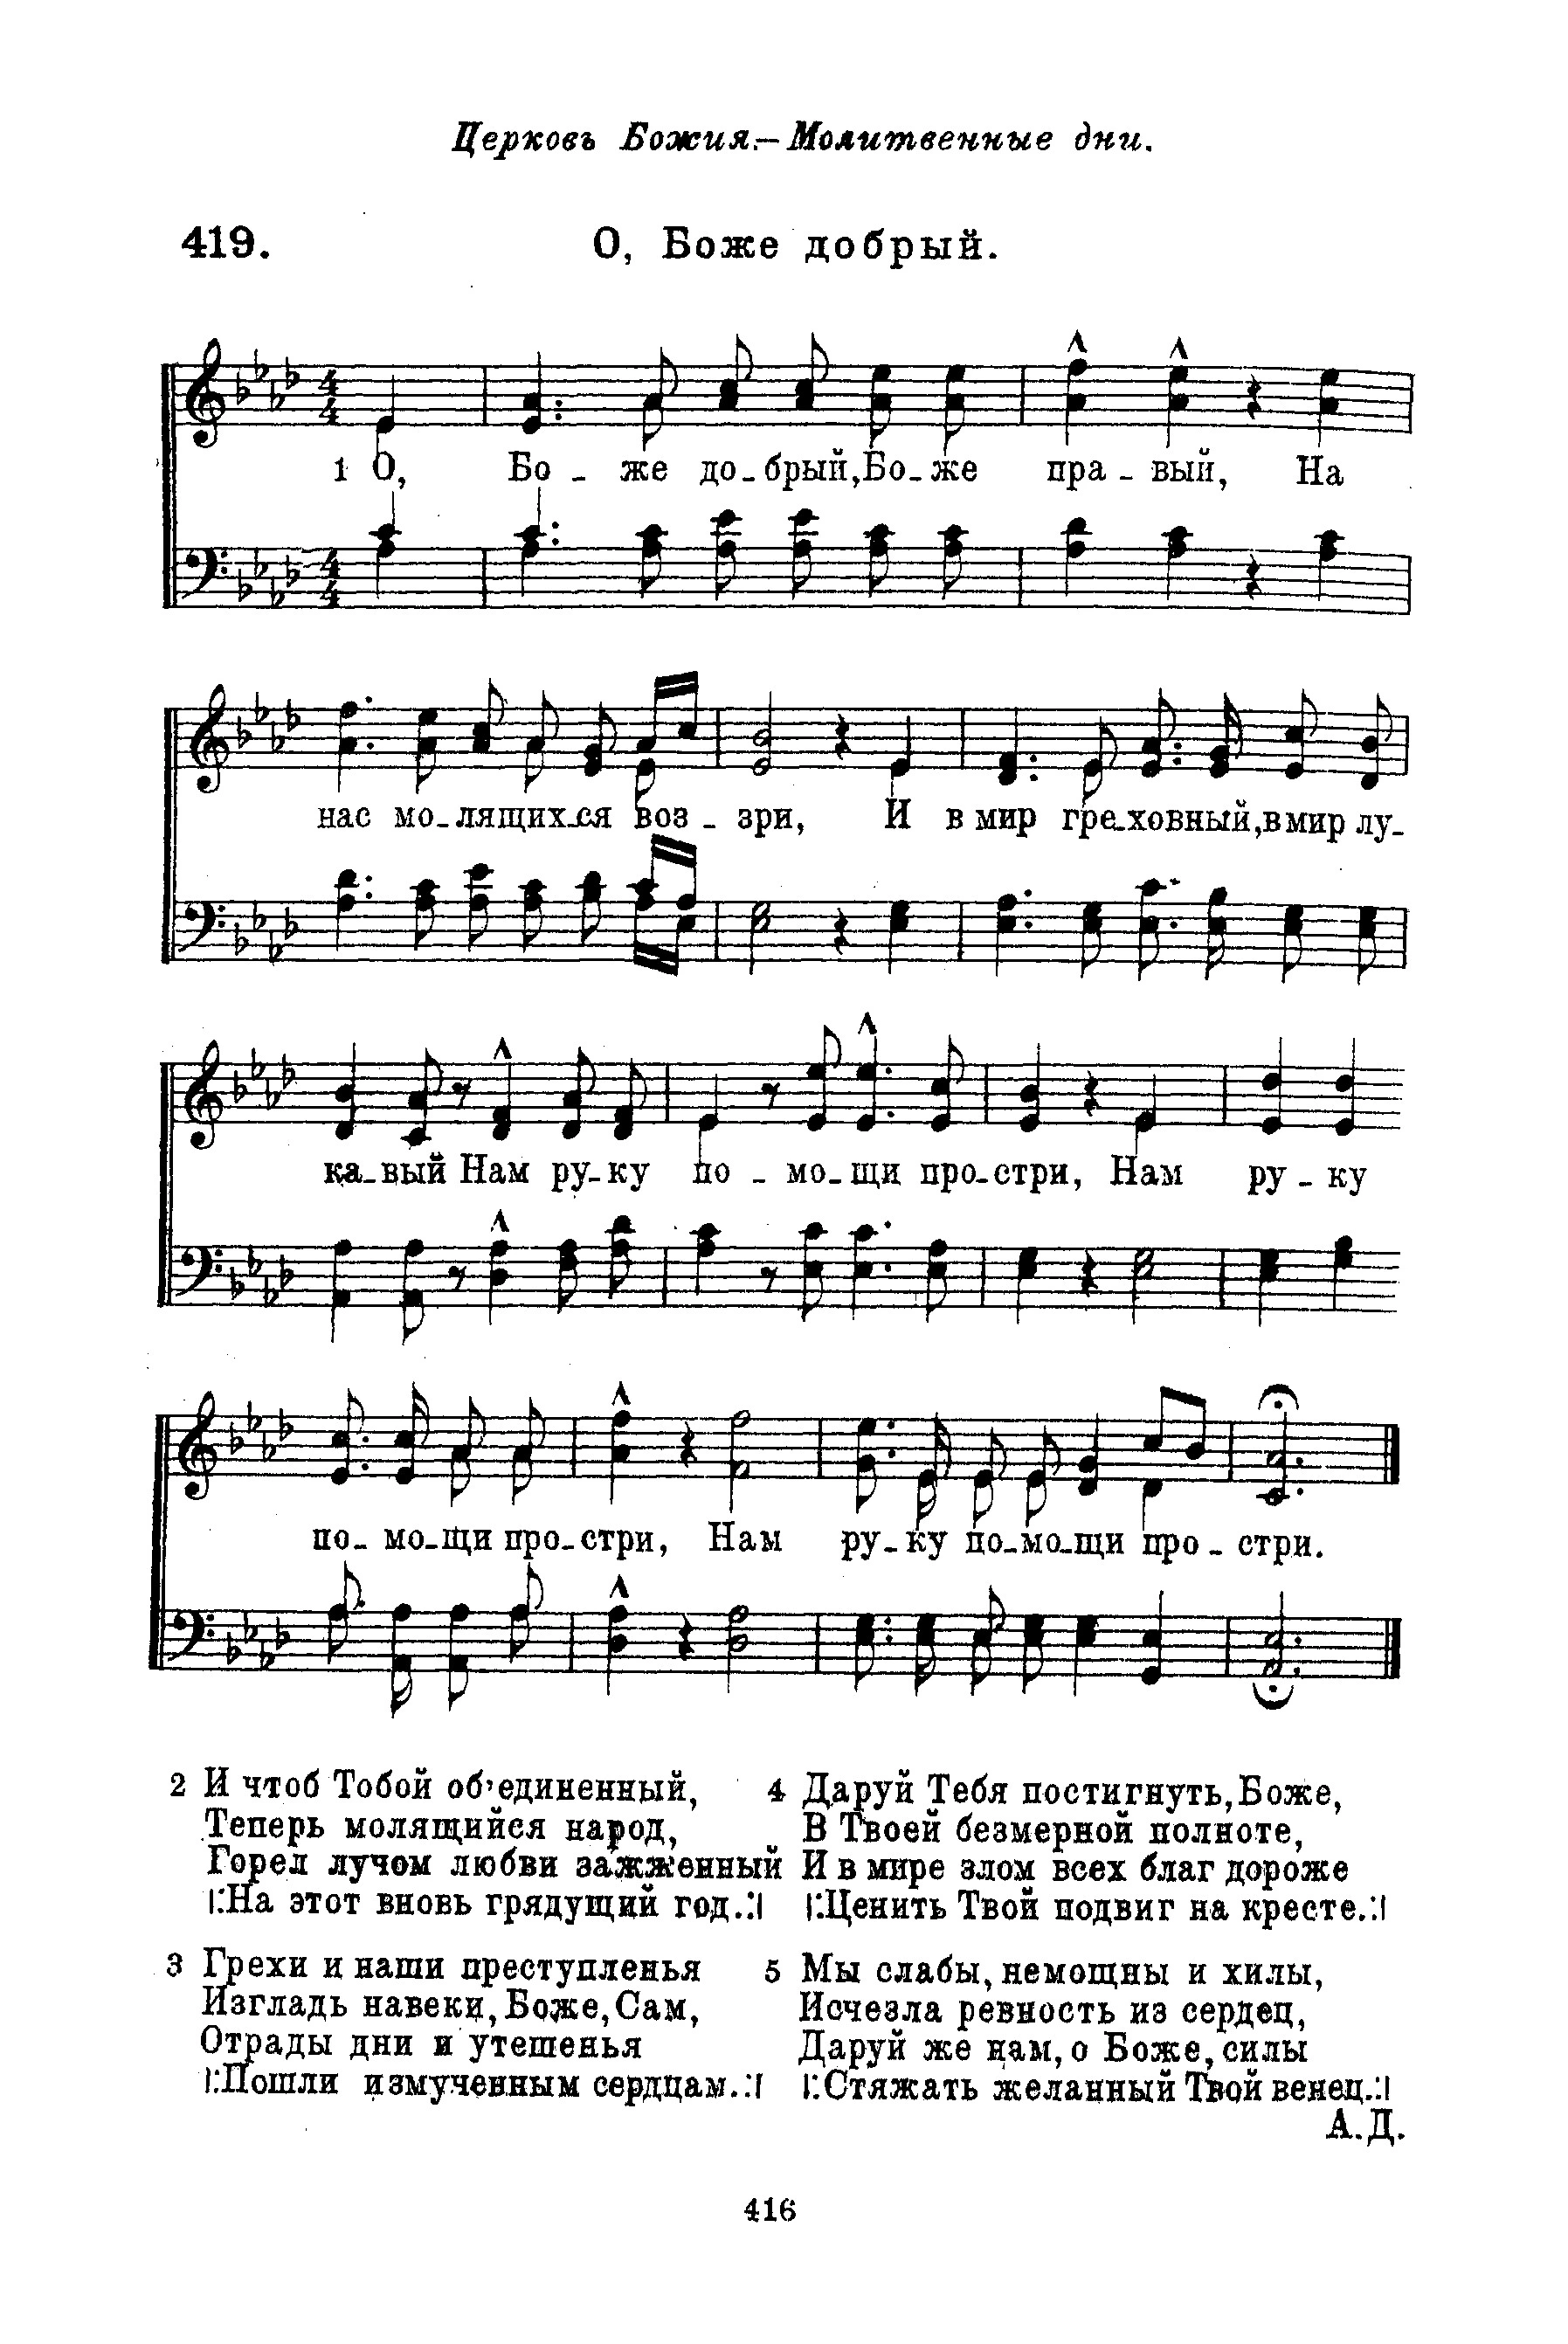 Церковь Божия.—Молитвенные дни.
419. О, Боже добрый.
1 О, Бо - же до-брый, Бо-же пра - вый, На
нас мо-лящих-ся воз - зри, И в мир гре-ховный, в мир лу-
ка-вый Нам ру-ку по - мо-щи про-стри, Нам ру - ку
по- мо-щи про-стри, Нам ру-ку по-мо-щи про - стри.
2 И чтоб Тобой об'единенный,
Теперь молящийся народ,
Горел лучом любви зажженный
|:На этот вновь грядущий год.:|
3 Грехи и наши преступленья
Изгладь навеки, Боже, Сам,
Отрады дни и утешенья
|:Пошли измученным сердцам.:|
4 Даруй Тебя постигнуть, Боже,
В Твоей безмерной полноте,
И в мире злом всех благ дороже
|:Ценить Твой подвиг на кресте.:|
5 Мы слабы, немощны и хилы,
Исчезла ревность из сердец,
Даруй же нам, о Боже, силы
|:Стяжать желанный Твой венец.:|
А.Д.
416